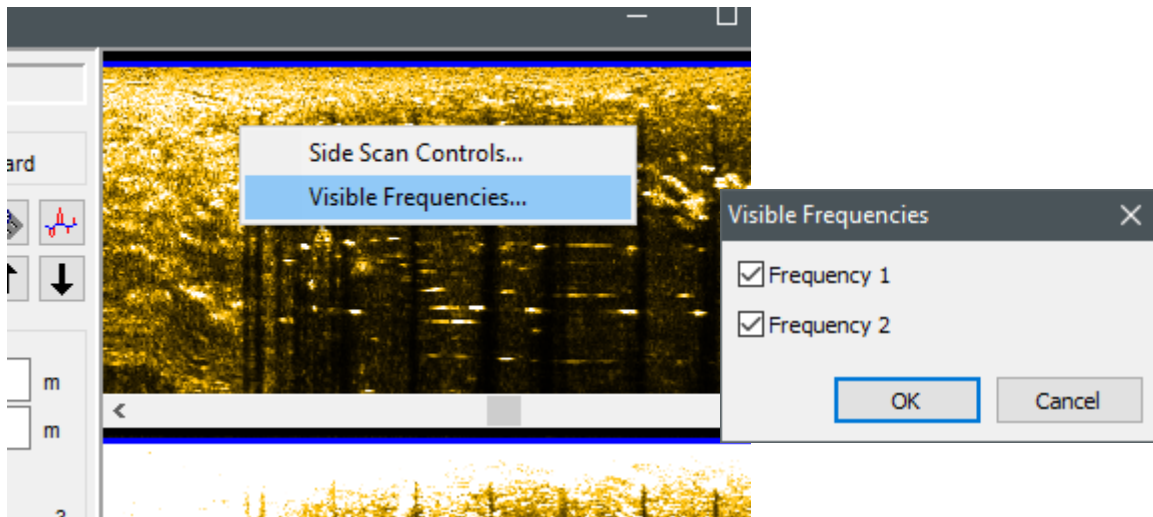 ard
Side Scan Controls...
Visible Frequencies...
Visible Frequencies
Frequency 1
Frequency 2
m
OK
Cancel
m